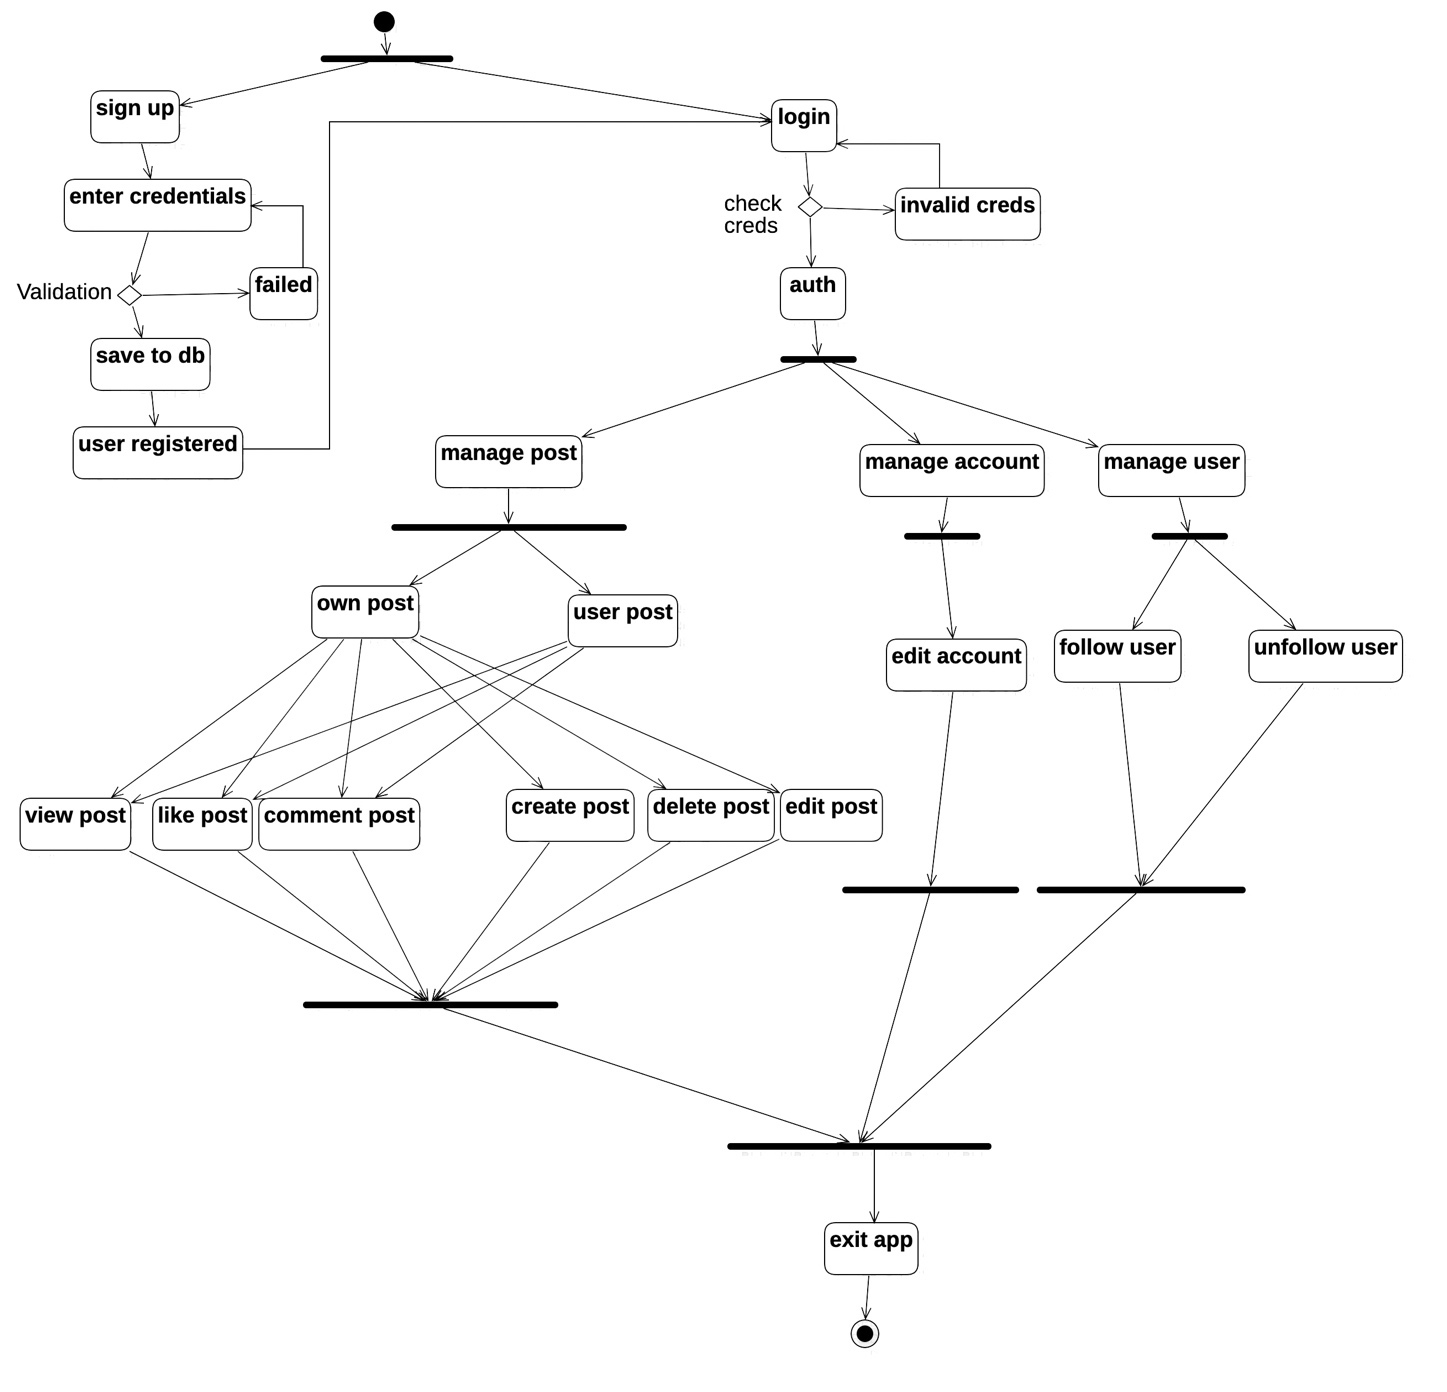 sign up
login
enter credentials
check
creds
invalid creds
Validation
failed
auth
save to db
user registered
manage post
manage account
manage user
own post
user post
edit account
follow user
unfollow user
view post
like post
comment post
create post
delete post
edit post
exit app